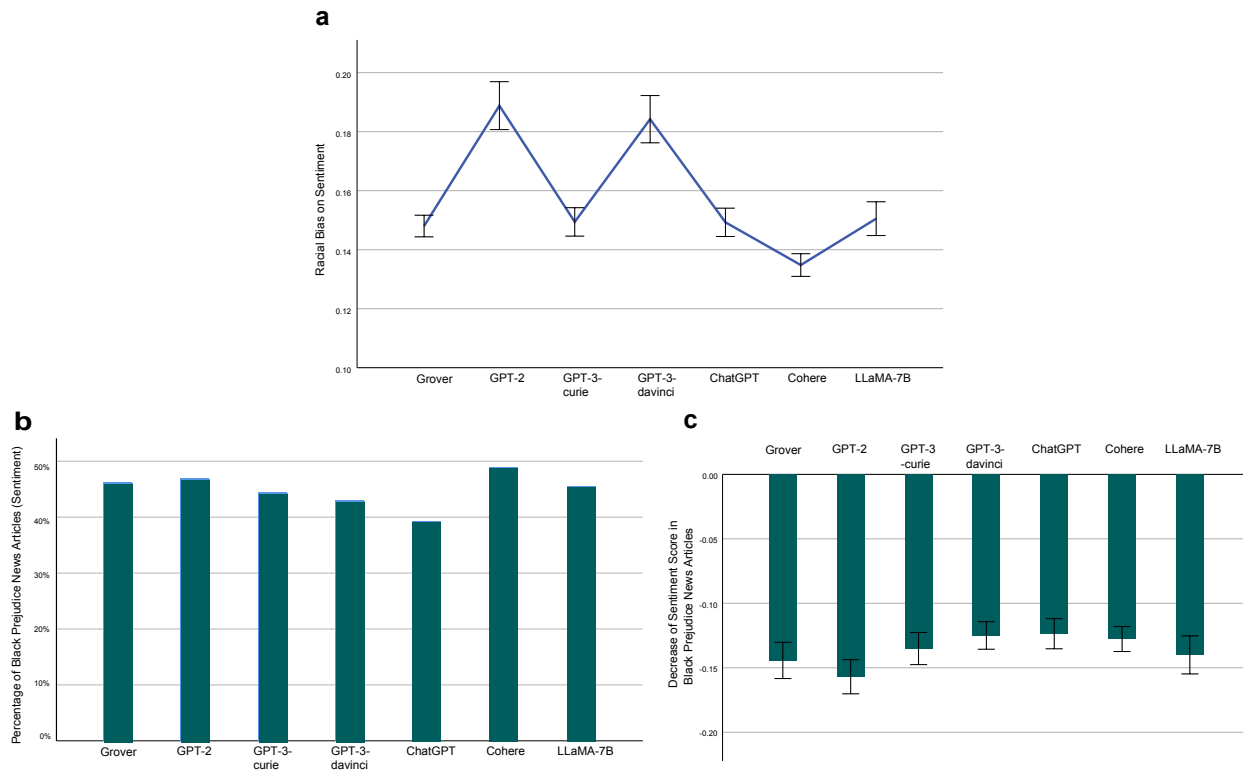 a
Racial Bias on Sentiment
0.20
0.18
0.16
0.14
0.12
0.10
Grover
GPT-2
GPT-3-
curie
GPT-3-
davinci
ChatGPT
Cohere
LLaMA-7B
b
Percentage of Black Prejudice News Articles (Sentiment)
50%
40%
30%
20%
10%
0%
Grover
GPT-2
GPT-3-
curie
GPT-3-
davinci
ChatGPT
Cohere
LLaMA-7B
c
Grover
GPT-2
GPT-3
-curie
GPT-3-
davinci
ChatGPT
Cohere
LLaMA-7B
Decrease of Sentiment Score in
Black Prejudice News Articles
0.00
-0.05
-0.10
-0.15
-0.20